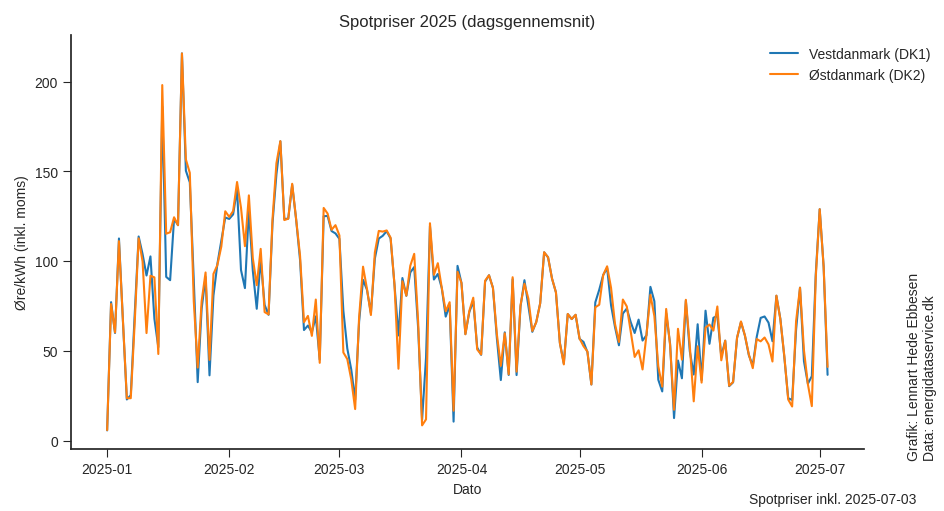 Spotpriser 2025 (dagsgennemsnit)
Vestdanmark (DK1)
Østdanmark (DK2)
Øre/kWh (inkl. moms)
200
150
100
50
0
2025-01
2025-02
2025-03
2025-04
2025-05
2025-06
2025-07
Dato
Grafik: Lennart Hede Ebbesen
Data: energidataservice.dk
Spotpriser inkl. 2025-07-03